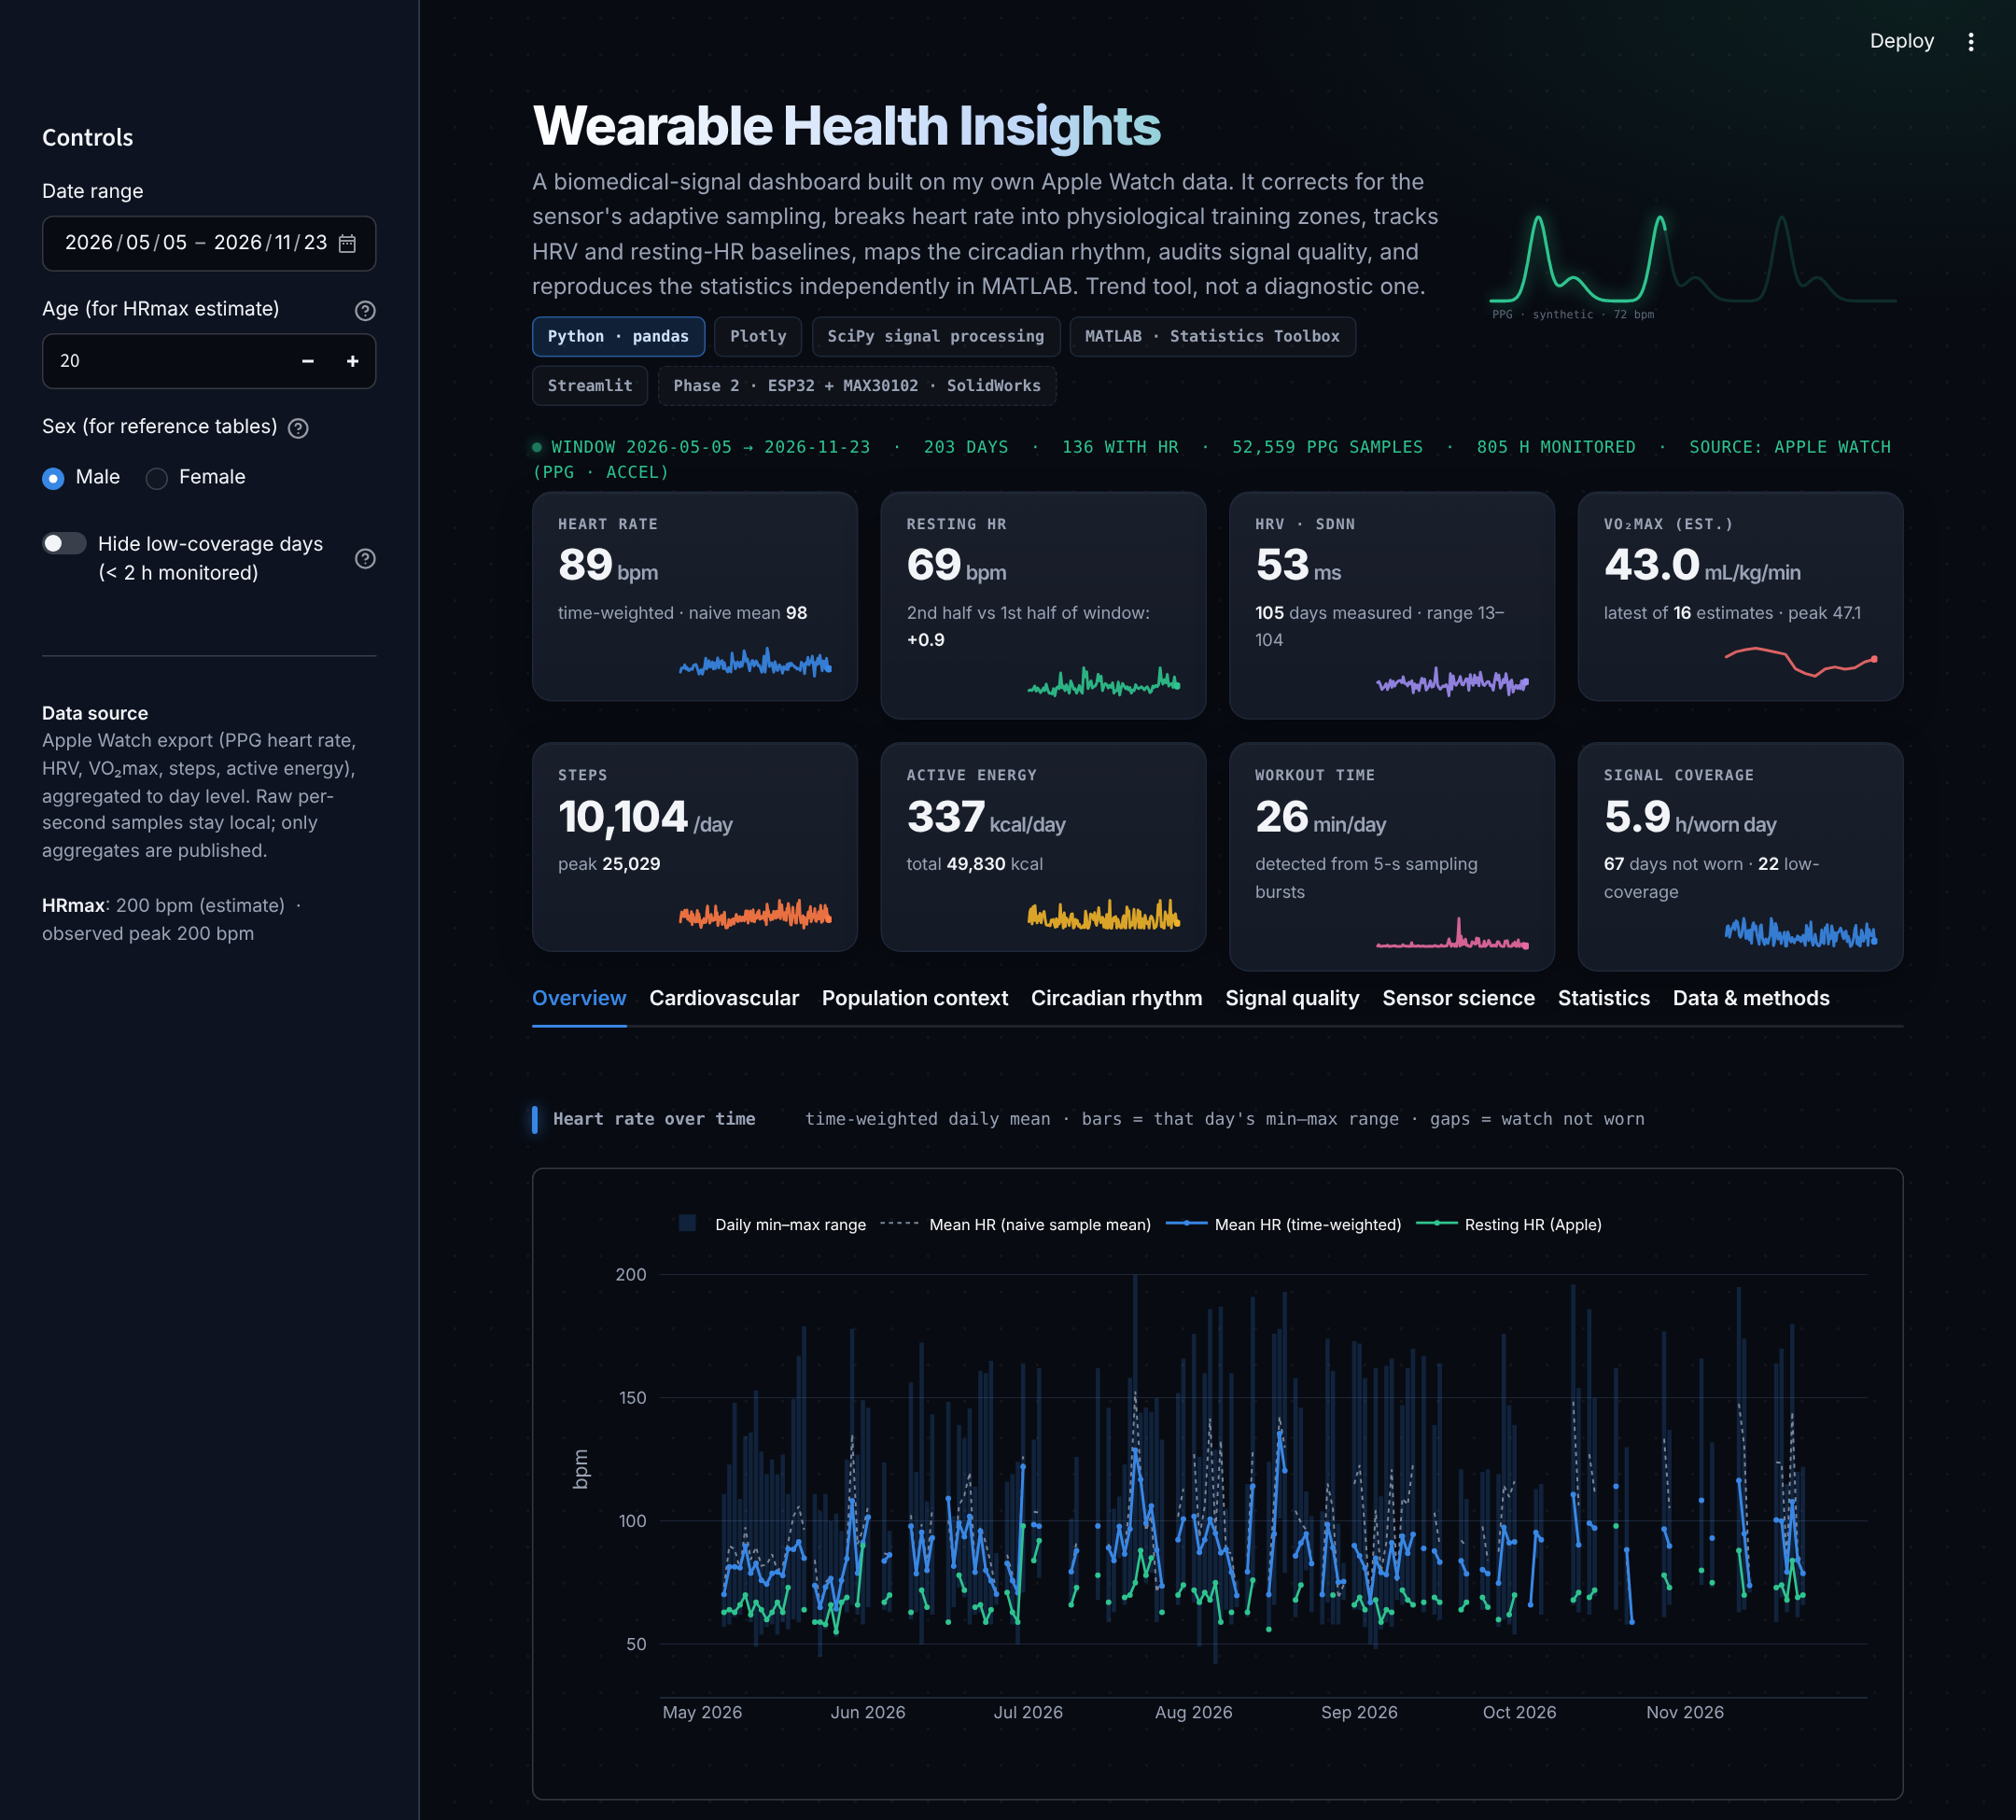 Deploy
Controls
Date range
2026/05/05 – 2026/11/23
Age (for HRmax estimate)
20
Sex (for reference tables)
Male
Female
Hide low-coverage days
(< 2 h monitored)
Data source
Apple Watch export (PPG heart rate,
HRV, VO₂max, steps, active energy),
aggregated to day level. Raw per-
second samples stay local; only
aggregates are published.
HRmax: 200 bpm (estimate) ·
observed peak 200 bpm
Wearable Health Insights
A biomedical-signal dashboard built on my own Apple Watch data. It corrects for the
sensor's adaptive sampling, breaks heart rate into physiological training zones, tracks
HRV and resting-HR baselines, maps the circadian rhythm, audits signal quality, and
reproduces the statistics independently in MATLAB. Trend tool, not a diagnostic one.
PPG · synthetic · 72 bpm
Python · pandas
Plotly
SciPy signal processing
MATLAB · Statistics Toolbox
Streamlit
Phase 2 · ESP32 + MAX30102 · SolidWorks
WINDOW 2026-05-05 → 2026-11-23 · 203 DAYS · 136 WITH HR · 52,559 PPG SAMPLES · 805 H MONITORED · SOURCE: APPLE WATCH
(PPG · ACCEL)
HEART RATE
89 bpm
time-weighted · naive mean 98
RESTING HR
69 bpm
2nd half vs 1st half of window:
+0.9
HRV · SDNN
53 ms
105 days measured · range 13–
104
VO₂MAX (EST.)
43.0 mL/kg/min
latest of 16 estimates · peak 47.1
STEPS
10,104 /day
peak 25,029
ACTIVE ENERGY
337 kcal/day
total 49,830 kcal
WORKOUT TIME
26 min/day
detected from 5-s sampling
bursts
SIGNAL COVERAGE
5.9 h/worn day
67 days not worn · 22 low-
coverage
Overview
Cardiovascular
Population context
Circadian rhythm
Signal quality
Sensor science
Statistics
Data & methods
Heart rate over time
time-weighted daily mean · bars = that day's min–max range · gaps = watch not worn
Daily min–max range
Mean HR (naive sample mean)
Mean HR (time-weighted)
Resting HR (Apple)
200
150
100
50
bpm
May 2026
Jun 2026
Jul 2026
Aug 2026
Sep 2026
Oct 2026
Nov 2026